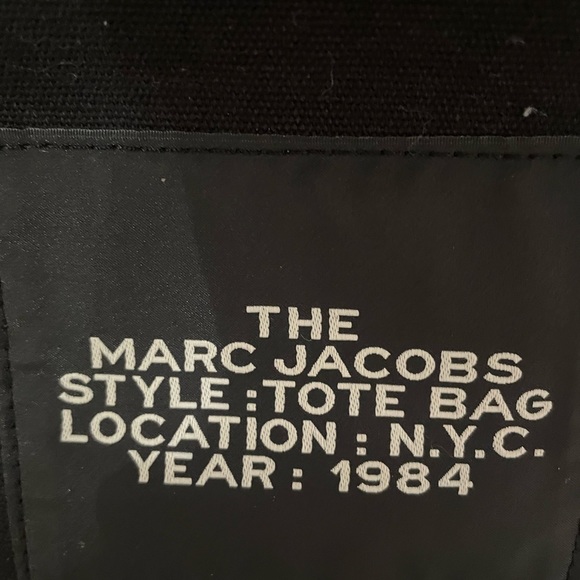 THE
MARC JACOBS
STYLE : TOTE BAG
LOCATION : N.Y.C.
YEAR : 1984